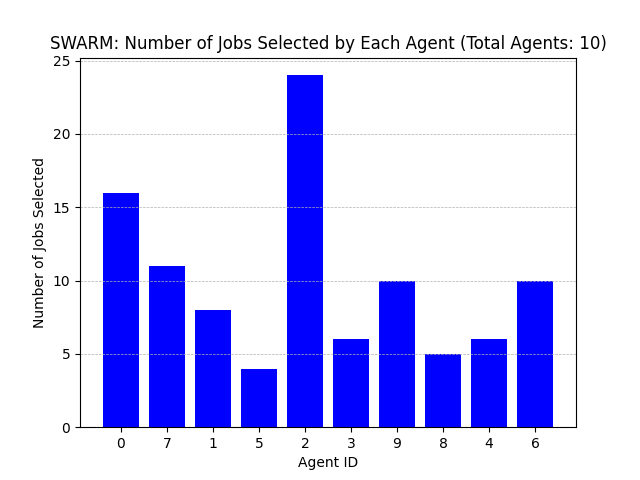 SWARM: Number of Jobs Selected by Each Agent (Total Agents: 10)
25
20
15
10
5
0
Number of Jobs Selected
0 7 1 5 2 3 9 8 4 6
Agent ID